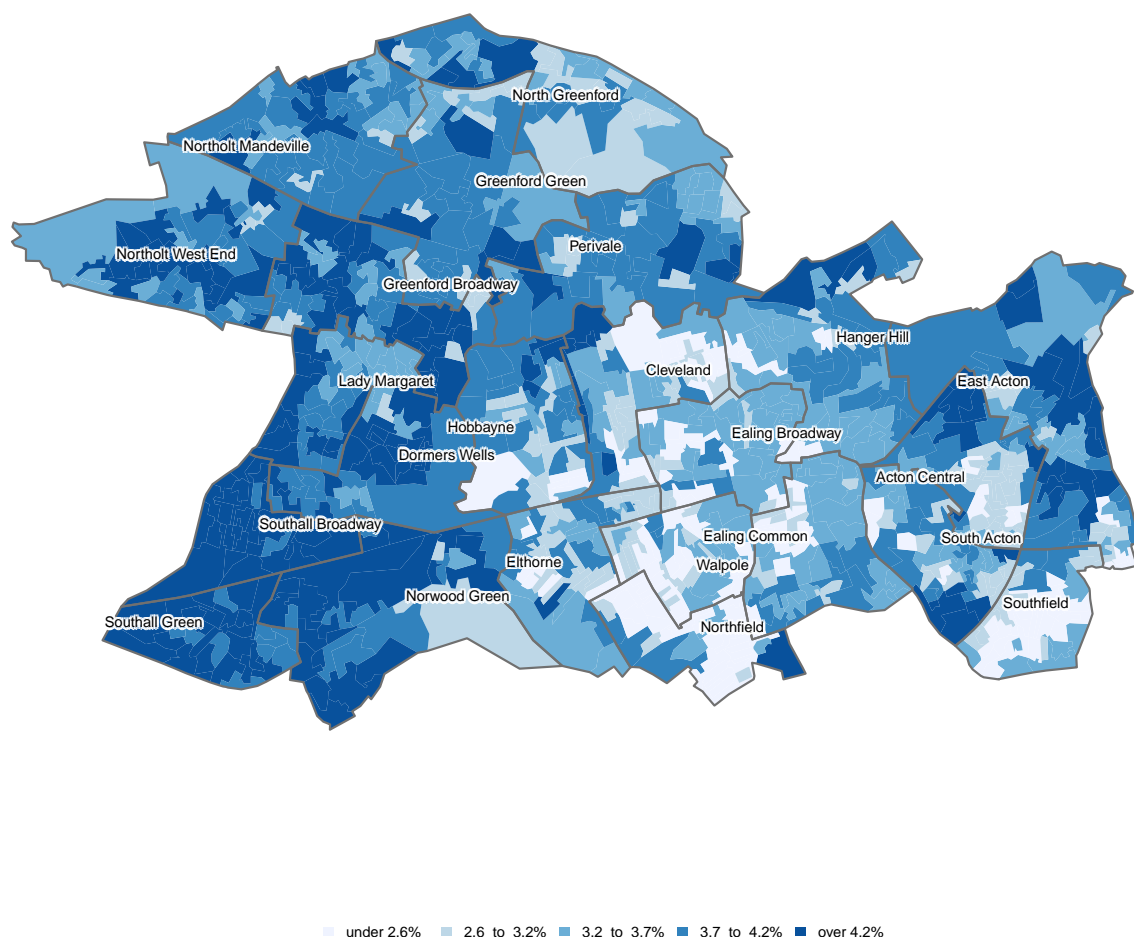 North Greenford
Northolt Mandeville
Greenford Green
Perivale
Northolt West End
Greenford Broadway
Hanger Hill
Cleveland
Lady Margaret
East Acton
Hobbayne
Ealing Broadway
Dormers Wells
Acton Central
Southall Broadway
Ealing Common
South Acton
Elthorne
Walpole
Norwood Green
Southfield
Southall Green
Northfield
under 2.6% 2.6 to 3.2% 3.2 to 3.7% 3.7 to 4.2% over 4.2%